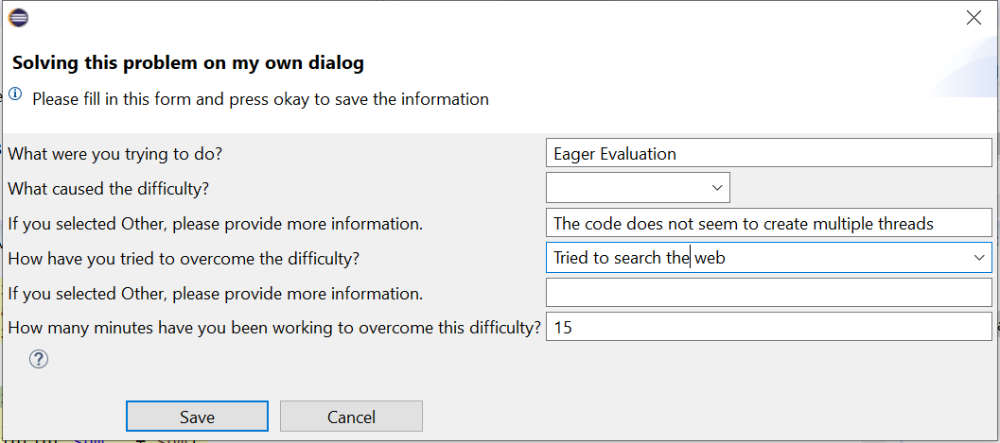 Solving this problem on my own dialog
Please fill in this form and press okay to save the information
What were you trying to do? Eager Evaluation
What caused the difficulty?
If you selected Other, please provide more information. The code does not seem to create multiple threads
How have you tried to overcome the difficulty? Tried to search the web
If you selected Other, please provide more information.
How many minutes have you been working to overcome this difficulty? 15
Save Cancel